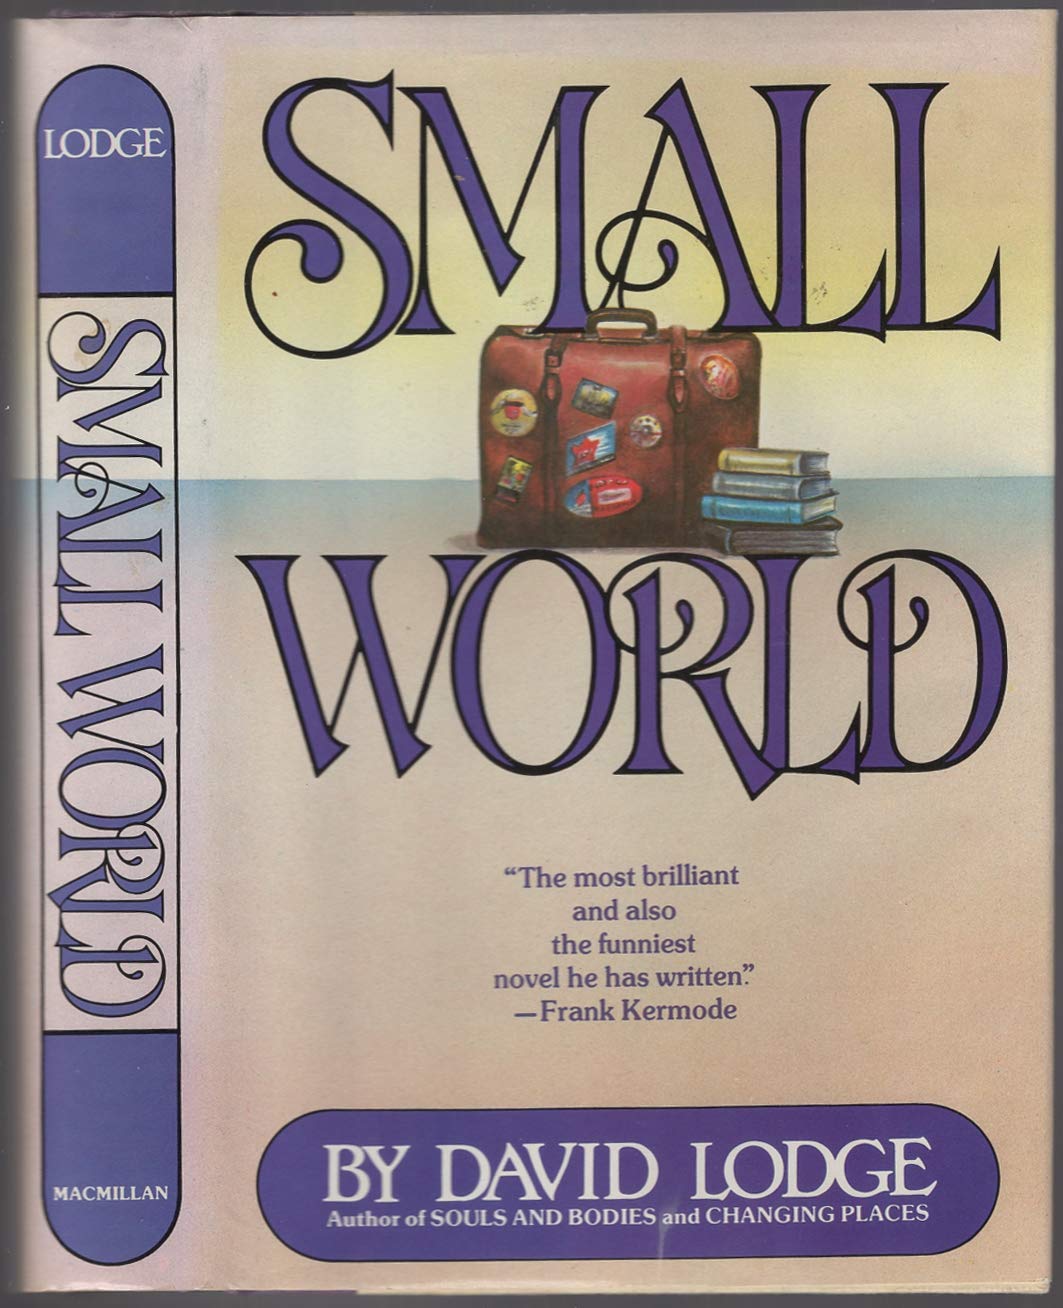 LODGE
SMALL WORLD
MACMILLAN
SMALL
WORLD
“The most brilliant
and also
the funniest
novel he has written.”
—Frank Kermode
BY DAVID LODGE
Author of SOULS AND BODIES and CHANGING PLACES